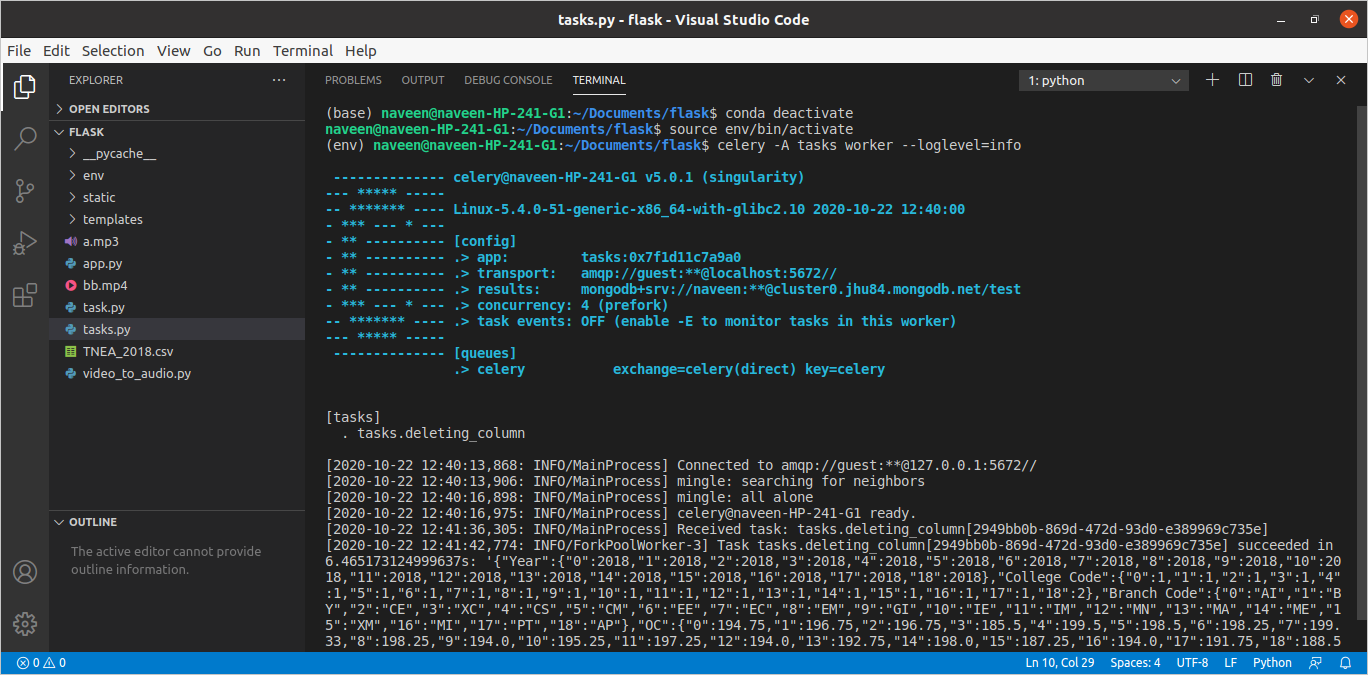 tasks.py - flask - Visual Studio Code
File Edit Selection View Go Run Terminal Help
EXPLORER
OPEN EDITORS
FLASK
__pycache__
env
static
templates
a.mp3
app.py
bb.mp4
task.py
tasks.py
TNEA_2018.csv
video_to_audio.py
OUTLINE
The active editor cannot provide
outline information.
PROBLEMS OUTPUT DEBUG CONSOLE TERMINAL 1: python
(base) naveen@naveen-HP-241-G1:~/Documents/flask$ conda deactivate
naveen@naveen-HP-241-G1:~/Documents/flask$ source env/bin/activate
(env) naveen@naveen-HP-241-G1:~/Documents/flask$ celery -A tasks worker --loglevel=info
 -------------- celery@naveen-HP-241-G1 v5.0.1 (singularity)
--- ***** -----
-- ******* ---- Linux-5.4.0-51-generic-x86_64-with-glibc2.10 2020-10-22 12:40:00
- *** --- * ---
- ** ---------- [config]
- ** ---------- .> app:         tasks:0x7f1d11c7a9a0
- ** ---------- .> transport:   amqp://guest:**@localhost:5672//
- ** ---------- .> results:     mongodb+srv://naveen:**@cluster0.jhu84.mongodb.net/test
- *** --- * --- .> concurrency: 4 (prefork)
-- ******* ---- .> task events: OFF (enable -E to monitor tasks in this worker)
--- ***** -----
 -------------- [queues]
                .> celery           exchange=celery(direct) key=celery
[tasks]
  . tasks.deleting_column
[2020-10-22 12:40:13,868: INFO/MainProcess] Connected to amqp://guest:**@127.0.0.1:5672//
[2020-10-22 12:40:13,906: INFO/MainProcess] mingle: searching for neighbors
[2020-10-22 12:40:16,898: INFO/MainProcess] mingle: all alone
[2020-10-22 12:40:16,975: INFO/MainProcess] celery@naveen-HP-241-G1 ready.
[2020-10-22 12:41:36,305: INFO/MainProcess] Received task: tasks.deleting_column[2949bb0b-869d-472d-93d0-e389969c735e]
[2020-10-22 12:41:42,774: INFO/ForkPoolWorker-3] Task tasks.deleting_column[2949bb0b-869d-472d-93d0-e389969c735e] succeeded in
6.465173124999637s: '{"Year":{"0":2018,"1":2018,"2":2018,"3":2018,"4":2018,"5":2018,"6":2018,"7":2018,"8":2018,"9":2018,"10":20
18,"11":2018,"12":2018,"13":2018,"14":2018,"15":2018,"16":2018,"17":2018,"18":2018},"College Code":{"0":1,"1":1,"2":1,"3":1,"4"
:1,"5":1,"6":1,"7":1,"8":1,"9":1,"10":1,"11":1,"12":1,"13":1,"14":1,"15":1,"16":1,"17":1,"18":2},"Branch Code":{"0":"AI","1":"B
Y","2":"CE","3":"XC","4":"CS","5":"CM","6":"EE","7":"EC","8":"EM","9":"GI","10":"IE","11":"IM","12":"MN","13":"MA","14":"ME","1
5":"XM","16":"MI","17":"PT","18":"AP"},"OC":{"0":194.75,"1":196.75,"2":196.75,"3":185.5,"4":199.5,"5":198.5,"6":198.25,"7":199.
33,"8":198.25,"9":194.0,"10":195.25,"11":197.25,"12":194.0,"13":192.75,"14":198.0,"15":187.25,"16":194.0,"17":191.75,"18":188.5
0 0 Ln 10, Col 29 Spaces: 4 UTF-8 LF Python